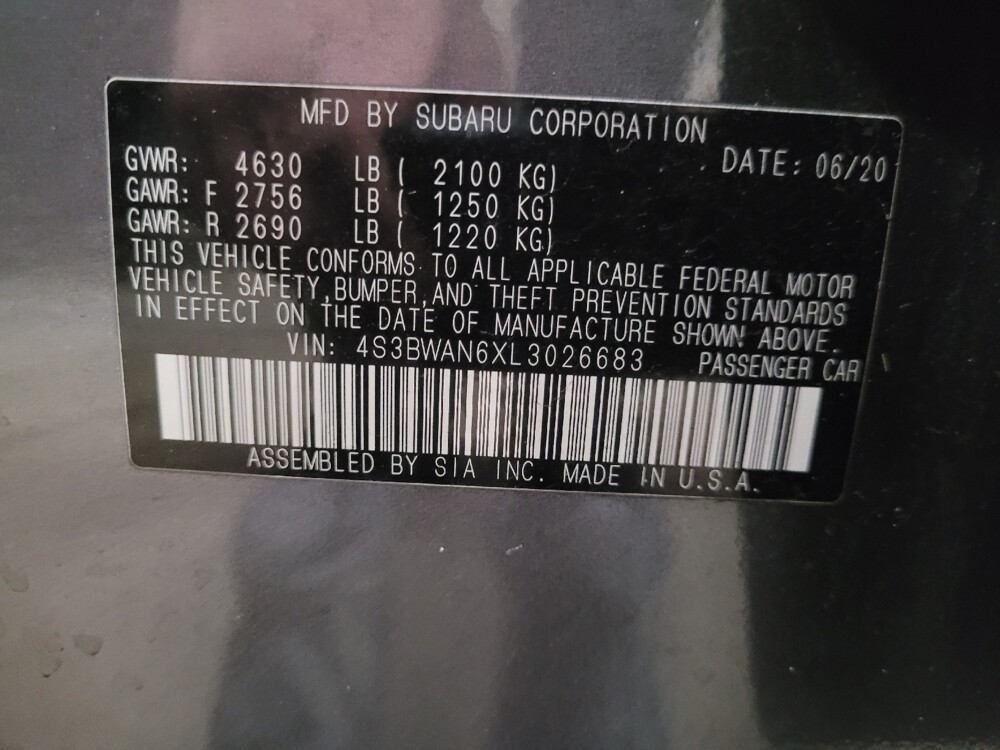 MFD BY SUBARU CORPORATION
DATE: 06/20
GVWR: 4630 LB ( 2100 KG)
GAWR: F 2756 LB ( 1250 KG)
GAWR: R 2690 LB ( 1220 KG)
THIS VEHICLE CONFORMS TO ALL APPLICABLE FEDERAL MOTOR
VEHICLE SAFETY,BUMPER,AND THEFT PREVENTION STANDARDS
IN EFFECT ON THE DATE OF MANUFACTURE SHOWN ABOVE.
VIN: 4S3BWAN6XL3026683 PASSENGER CAR
ASSEMBLED BY SIA INC. MADE IN U.S.A.